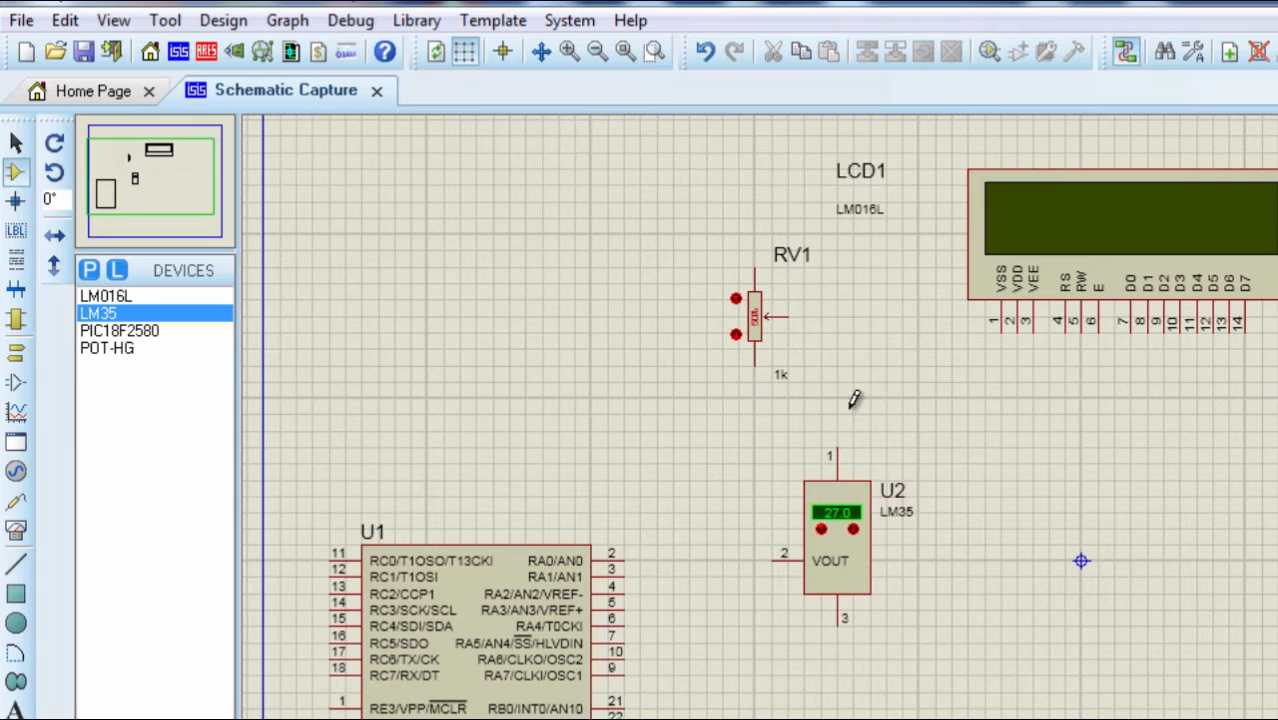 File Edit View Tool Design Graph Debug Library Template System Help
Home Page Schematic Capture
0°
LBL
P L DEVICES
LM016L
LM35
PIC18F2580
POT-HG
LCD1
LM016L
RV1
50%
1k
VSS VDD VEE RS RW E D0 D1 D2 D3 D4 D5 D6 D7
1 2 3 4 5 6 7 8 9 10 11 12 13 14
1
U2
LM35
27.0
2 VOUT
3
U1
11 RC0/T1OSO/T13CKI RA0/AN0 2
12 RC1/T1OSI RA1/AN1 3
13 RC2/CCP1 RA2/AN2/VREF- 4
14 RC3/SCK/SCL RA3/AN3/VREF+ 5
15 RC4/SDI/SDA RA4/T0CKI 6
16 RC5/SDO RA5/AN4/SS/HLVDIN 7
17 RC6/TX/CK RA6/CLKO/OSC2 10
18 RC7/RX/DT RA7/CLKI/OSC1 9
1 RE3/VPP/MCLR RB0/INT0/AN10 21
22